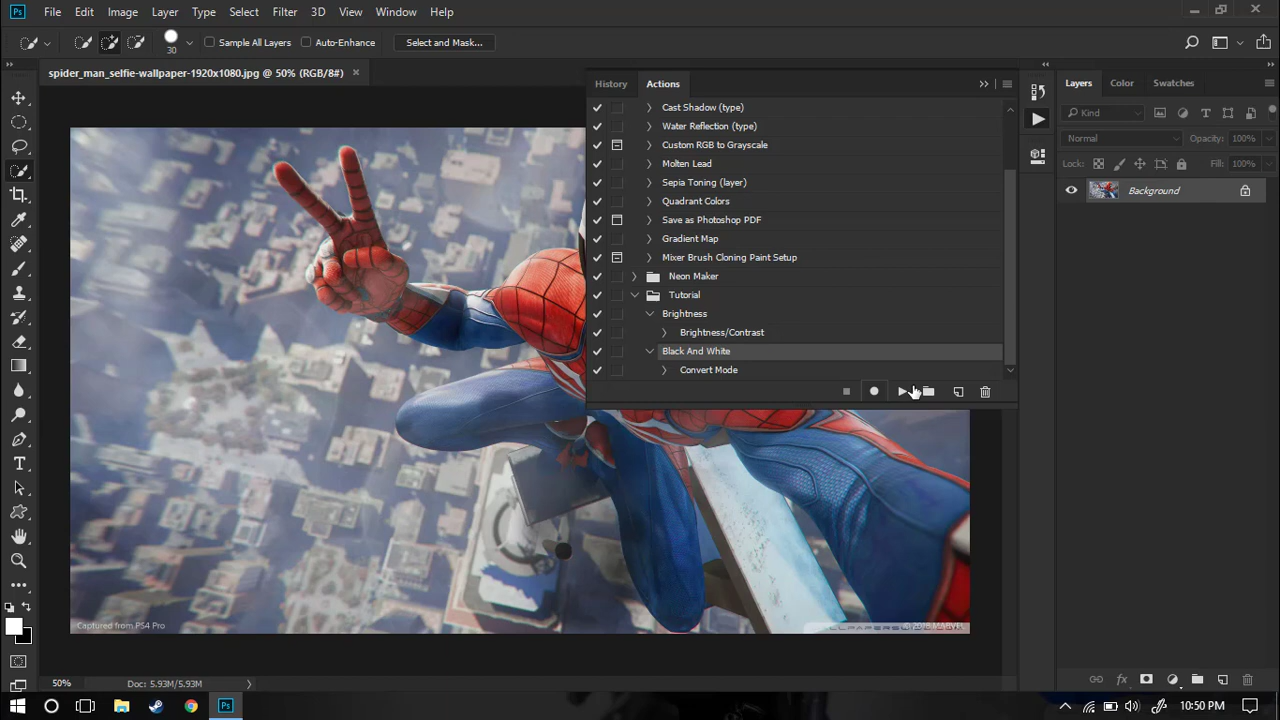 Ps File Edit Image Layer Type Select Filter 3D View Window Help
30 Sample All Layers Auto-Enhance Select and Mask...
spider_man_selfie-wallpaper-1920x1080.jpg @ 50% (RGB/8#) ×
History Actions
Cast Shadow (type)
Water Reflection (type)
Custom RGB to Grayscale
Molten Lead
Sepia Toning (layer)
Quadrant Colors
Save as Photoshop PDF
Gradient Map
Mixer Brush Cloning Paint Setup
Neon Maker
Tutorial
Brightness
Brightness/Contrast
Black And White
Convert Mode
Layers Color Swatches
Kind
Normal Opacity: 100%
Lock: Fill: 100%
Background
Captured from PS4 Pro
50% Doc: 5.93M/5.93M
Ps 10:50 PM